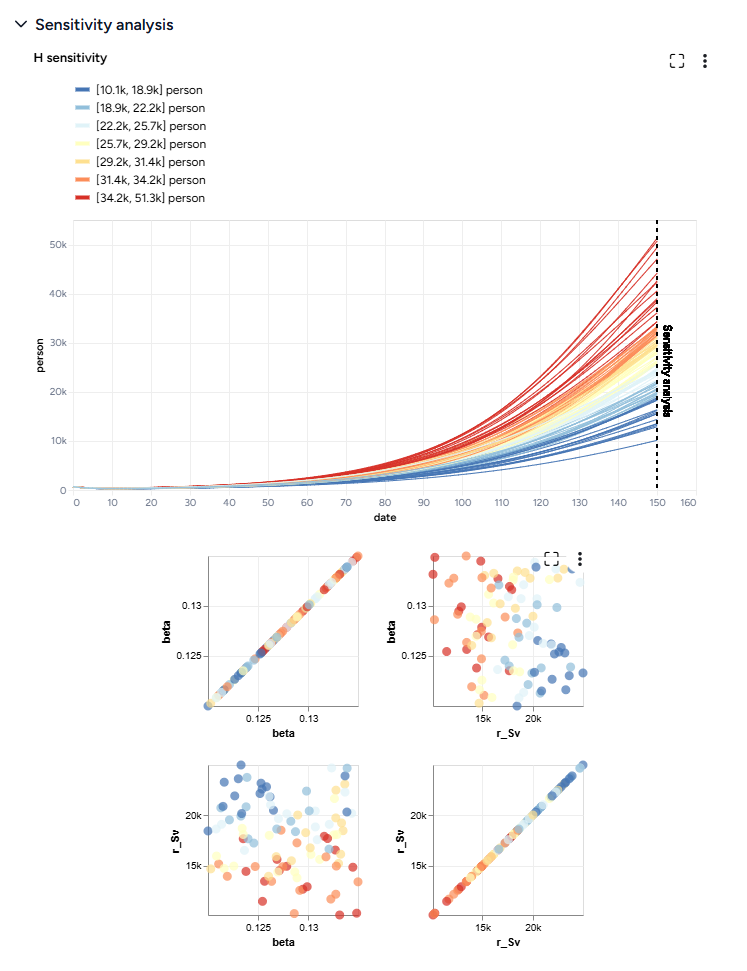 Sensitivity analysis
H sensitivity
[10.1k, 18.9k] person
[18.9k, 22.2k] person
[22.2k, 25.7k] person
[25.7k, 29.2k] person
[29.2k, 31.4k] person
[31.4k, 34.2k] person
[34.2k, 51.3k] person
50k
40k
30k
20k
10k
0
person
Sensitivity analysis
0 10 20 30 40 50 60 70 80 90 100 110 120 130 140 150 160
date
0.13
0.125
beta
0.125 0.13
beta
0.13
0.125
beta
15k 20k
r_Sv
20k
15k
r_Sv
0.125 0.13
beta
20k
15k
r_Sv
15k 20k
r_Sv